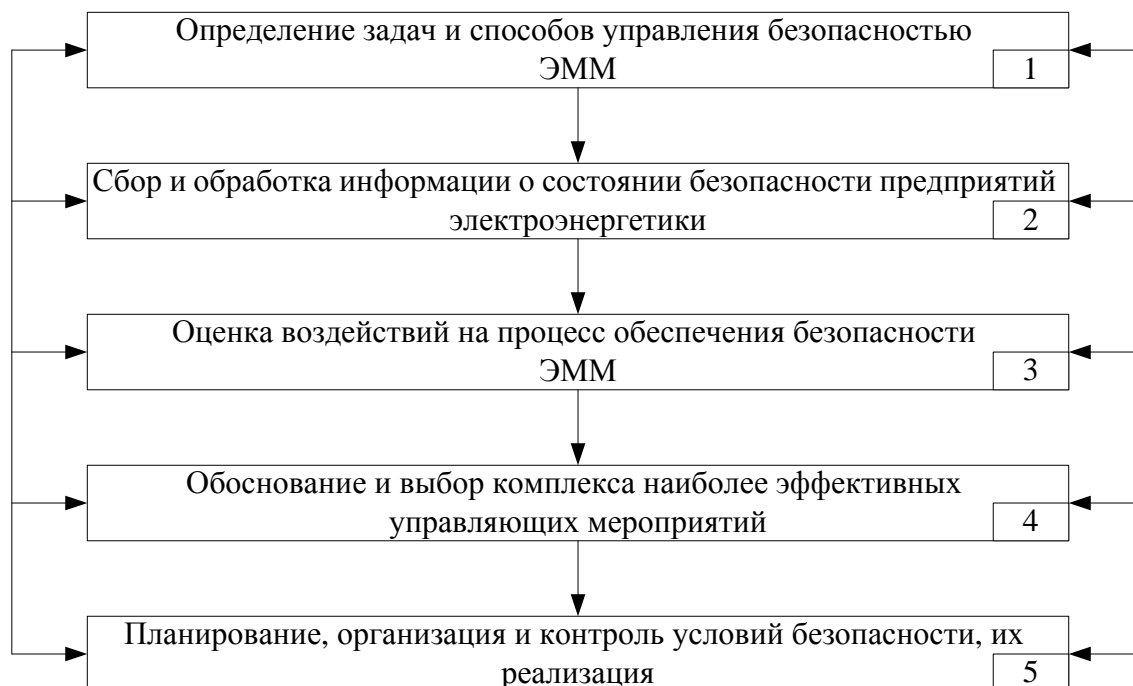 Определение задач и способов управления безопасностью
ЭММ
1
Сбор и обработка информации о состоянии безопасности предприятий
электроэнергетики
2
Оценка воздействий на процесс обеспечения безопасности
ЭММ
3
Обоснование и выбор комплекса наиболее эффективных
управляющих мероприятий
4
Планирование, организация и контроль условий безопасности, их
реализация
5